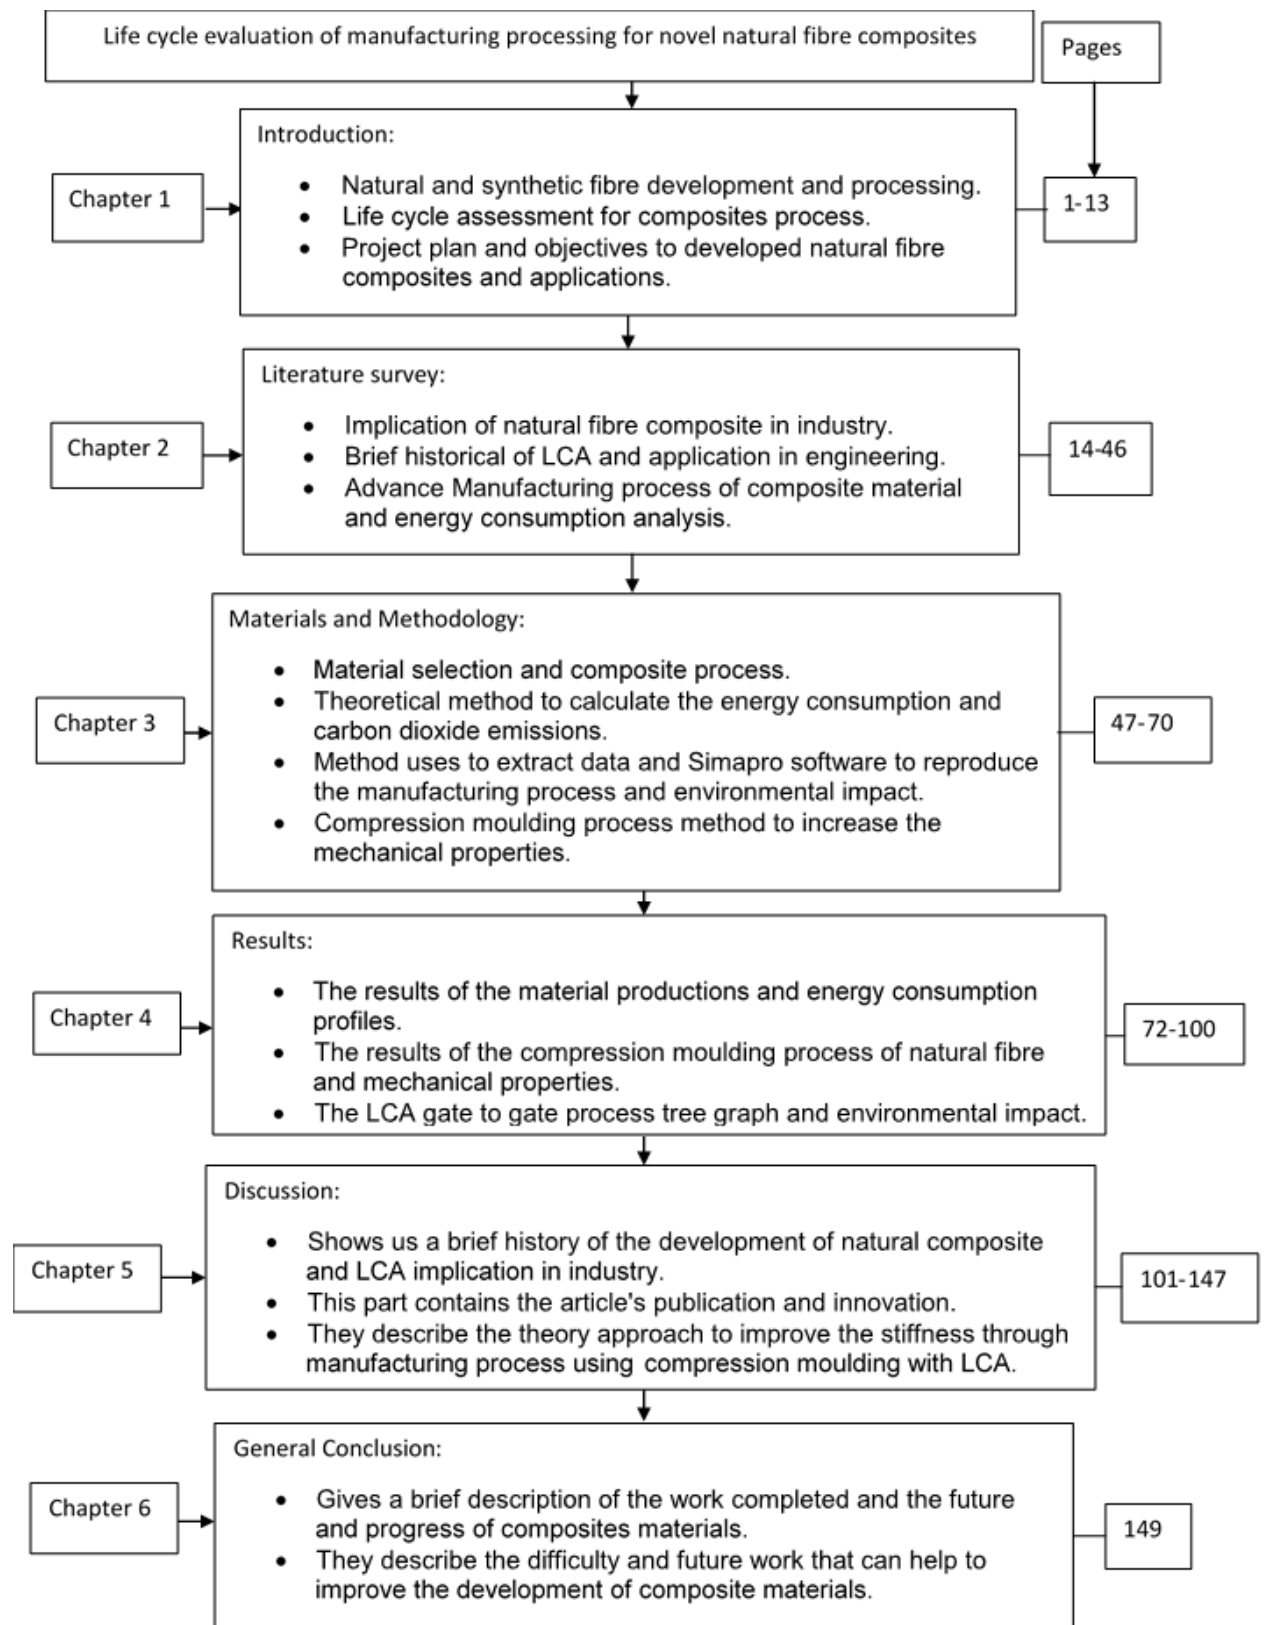 Life cycle evaluation of manufacturing processing for novel natural fibre composites
Pages
Introduction:
Chapter 1
• Natural and synthetic fibre development and processing.
• Life cycle assessment for composites process.
• Project plan and objectives to developed natural fibre
composites and applications.
1-13
Literature survey:
Chapter 2
• Implication of natural fibre composite in industry.
• Brief historical of LCA and application in engineering.
• Advance Manufacturing process of composite material
and energy consumption analysis.
14-46
Materials and Methodology:
Chapter 3
• Material selection and composite process.
• Theoretical method to calculate the energy consumption and
carbon dioxide emissions.
• Method uses to extract data and Simapro software to reproduce
the manufacturing process and environmental impact.
• Compression moulding process method to increase the
mechanical properties.
47-70
Results:
Chapter 4
• The results of the material productions and energy consumption
profiles.
• The results of the compression moulding process of natural fibre
and mechanical properties.
• The LCA gate to gate process tree graph and environmental impact.
72-100
Discussion:
Chapter 5
• Shows us a brief history of the development of natural composite
and LCA implication in industry.
• This part contains the article's publication and innovation.
• They describe the theory approach to improve the stiffness through
manufacturing process using compression moulding with LCA.
101-147
General Conclusion:
Chapter 6
• Gives a brief description of the work completed and the future
and progress of composites materials.
• They describe the difficulty and future work that can help to
improve the development of composite materials.
149